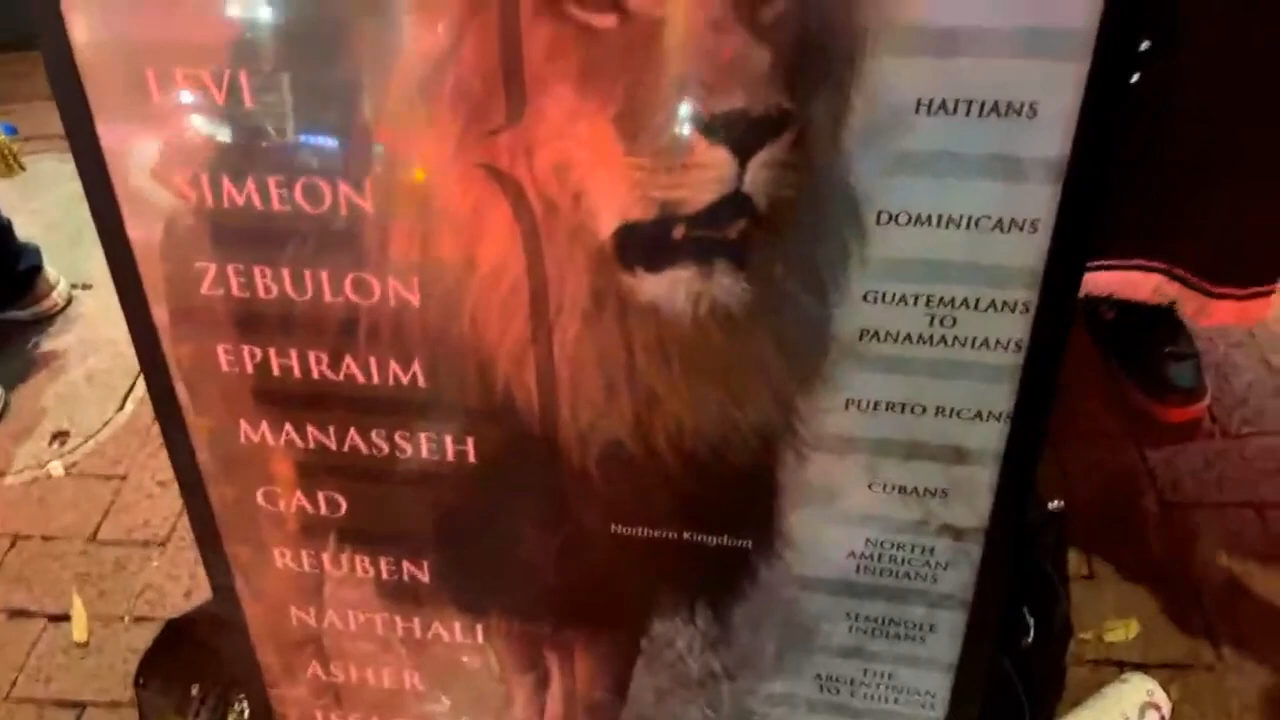 LEVI
HAITIANS
SIMEON
DOMINICANS
ZEBULON
GUATEMALANS
TO
PANAMANIANS
EPHRAIM
PUERTO RICANS
MANASSEH
CUBANS
GAD
Northern Kingdom
NORTH
AMERICAN
INDIANS
REUBEN
SEMINOLE
INDIANS
NAPTHALI
THE
ARGENTINIAN
TO CHILEANS
ASHER